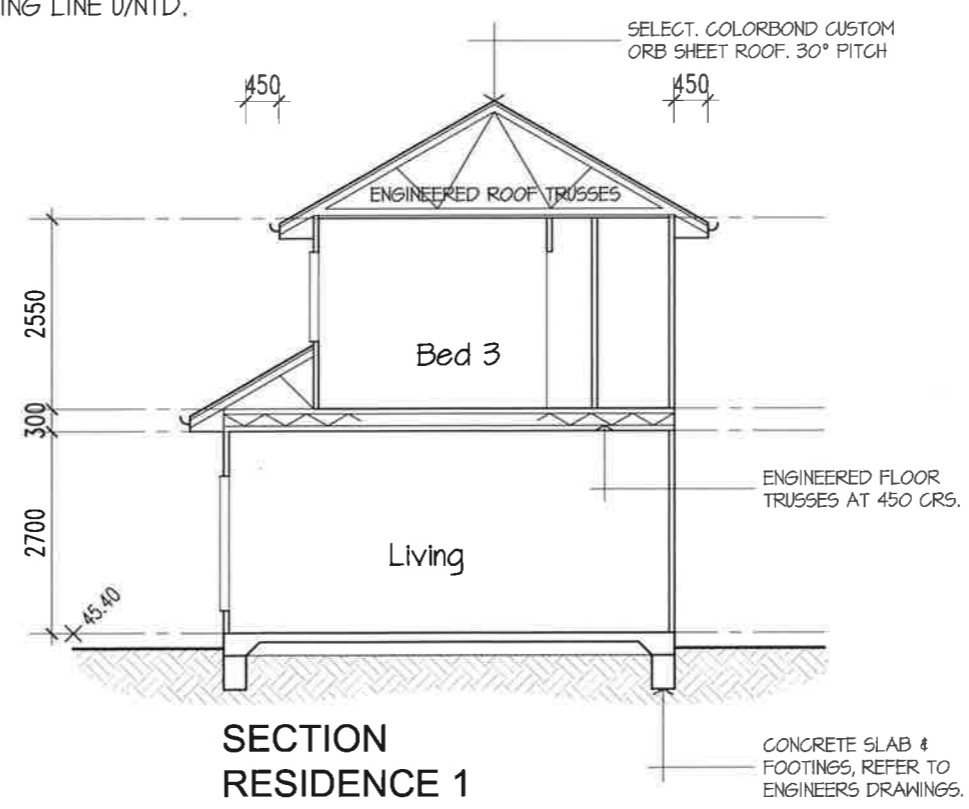 ING LINE U/NTD.
SELECT. COLORBOND CUSTOM
ORB SHEET ROOF. 30° PITCH
450
450
ENGINEERED ROOF TRUSSES
2550
Bed 3
300
ENGINEERED FLOOR
TRUSSES AT 450 CRS.
2700
Living
45.40
SECTION
RESIDENCE 1
CONCRETE SLAB &
FOOTINGS, REFER TO
ENGINEERS DRAWINGS.